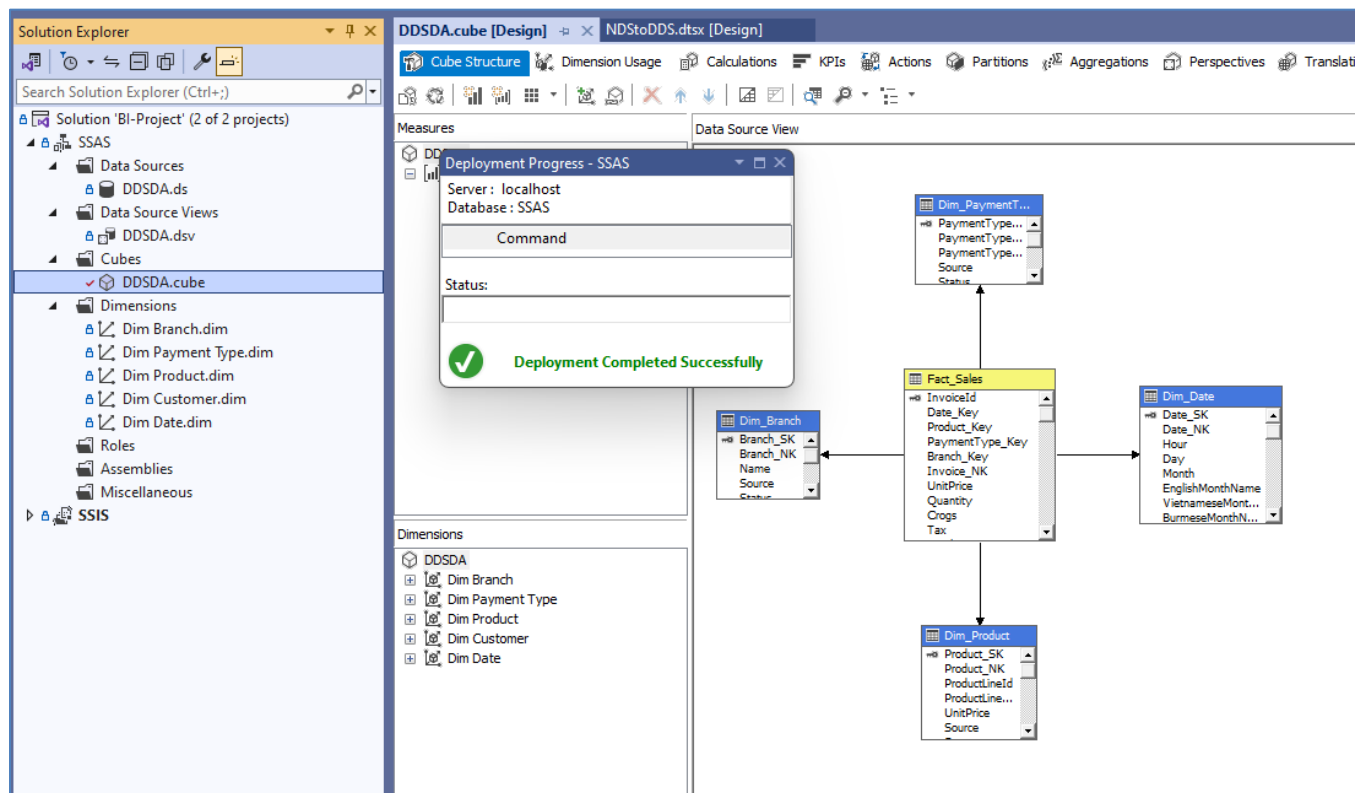 Solution Explorer
Search Solution Explorer (Ctrl+;)
Solution 'BI-Project' (2 of 2 projects)
SSAS
Data Sources
DDSDA.ds
Data Source Views
DDSDA.dsv
Cubes
DDSDA.cube
Dimensions
Dim Branch.dim
Dim Payment Type.dim
Dim Product.dim
Dim Customer.dim
Dim Date.dim
Roles
Assemblies
Miscellaneous
SSIS
DDSDA.cube [Design] NDStoDDS.dtsx [Design]
Cube Structure Dimension Usage Calculations KPIs Actions Partitions Aggregations Perspectives Translati
Measures
Deployment Progress - SSAS
Server : localhost
Database : SSAS
Command
Status:
Deployment Completed Successfully
Dimensions
DDSDA
Dim Branch
Dim Payment Type
Dim Product
Dim Customer
Dim Date
Data Source View
Dim_PaymentT...
PaymentType...
PaymentType...
PaymentType...
Source
Status
Fact_Sales
InvoiceId
Date_Key
Product_Key
PaymentType_Key
Branch_Key
Invoice_NK
UnitPrice
Quantity
Crogs
Tax
Dim_Branch
Branch_SK
Branch_NK
Name
Source
Status
Dim_Date
Date_SK
Date_NK
Hour
Day
Month
EnglishMonthName
VietnameseMont...
BurmeseMonthN...
Dim_Product
Product_SK
Product_NK
ProductLineId
ProductLine...
UnitPrice
Source